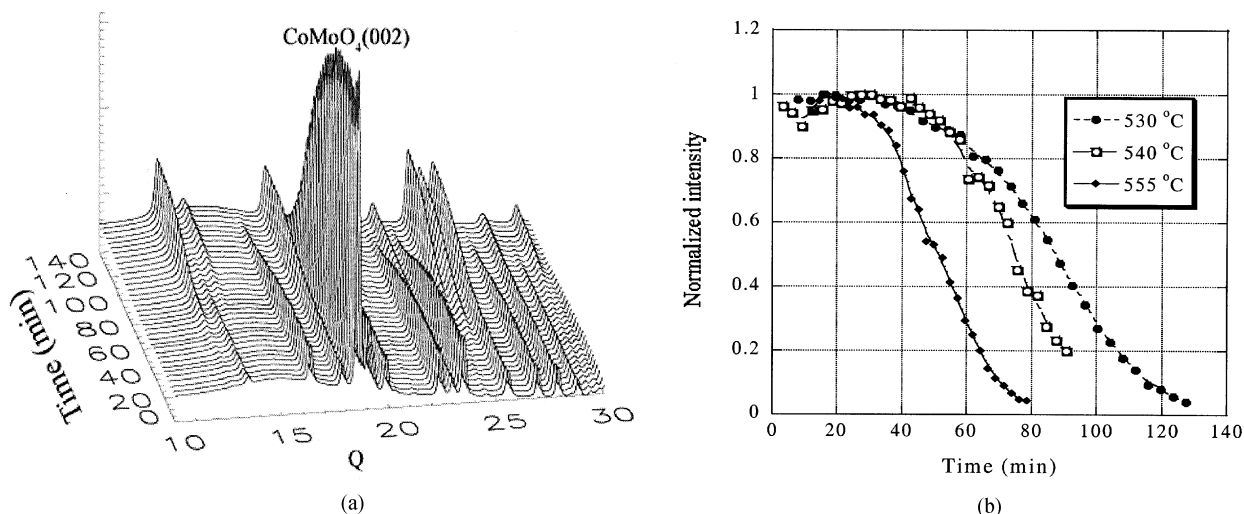 CoMoO4(002)
140
120
100
80
60
40
20
0
Time (min)
10
15
20
25
30
Q
(a)
1.2
1
0.8
0.6
0.4
0.2
0
Normalized intensity
530 °C
540 °C
555 °C
0 20 40 60 80 100 120 140
Time (min)
(b)